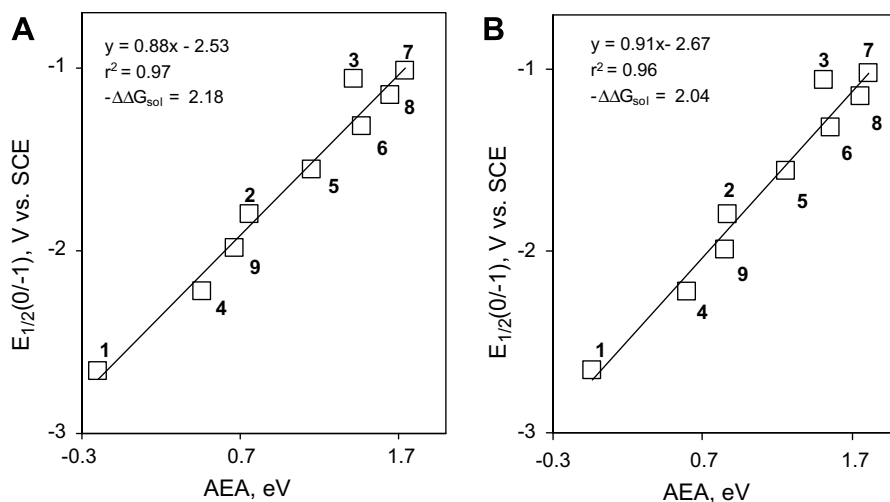 A
y = 0.88x - 2.53
r² = 0.97
-ΔΔG_sol = 2.18
3
7
8
6
5
2
9
4
1
-1
-2
-3
-0.3
0.7
1.7
E_1/2(0/-1), V vs. SCE
AEA, eV
B
y = 0.91x- 2.67
r² = 0.96
-ΔΔG_sol = 2.04
3
7
8
6
5
2
9
4
1
-1
-2
-3
-0.3
0.7
1.7
E_1/2(0/-1), V vs. SCE
AEA, eV